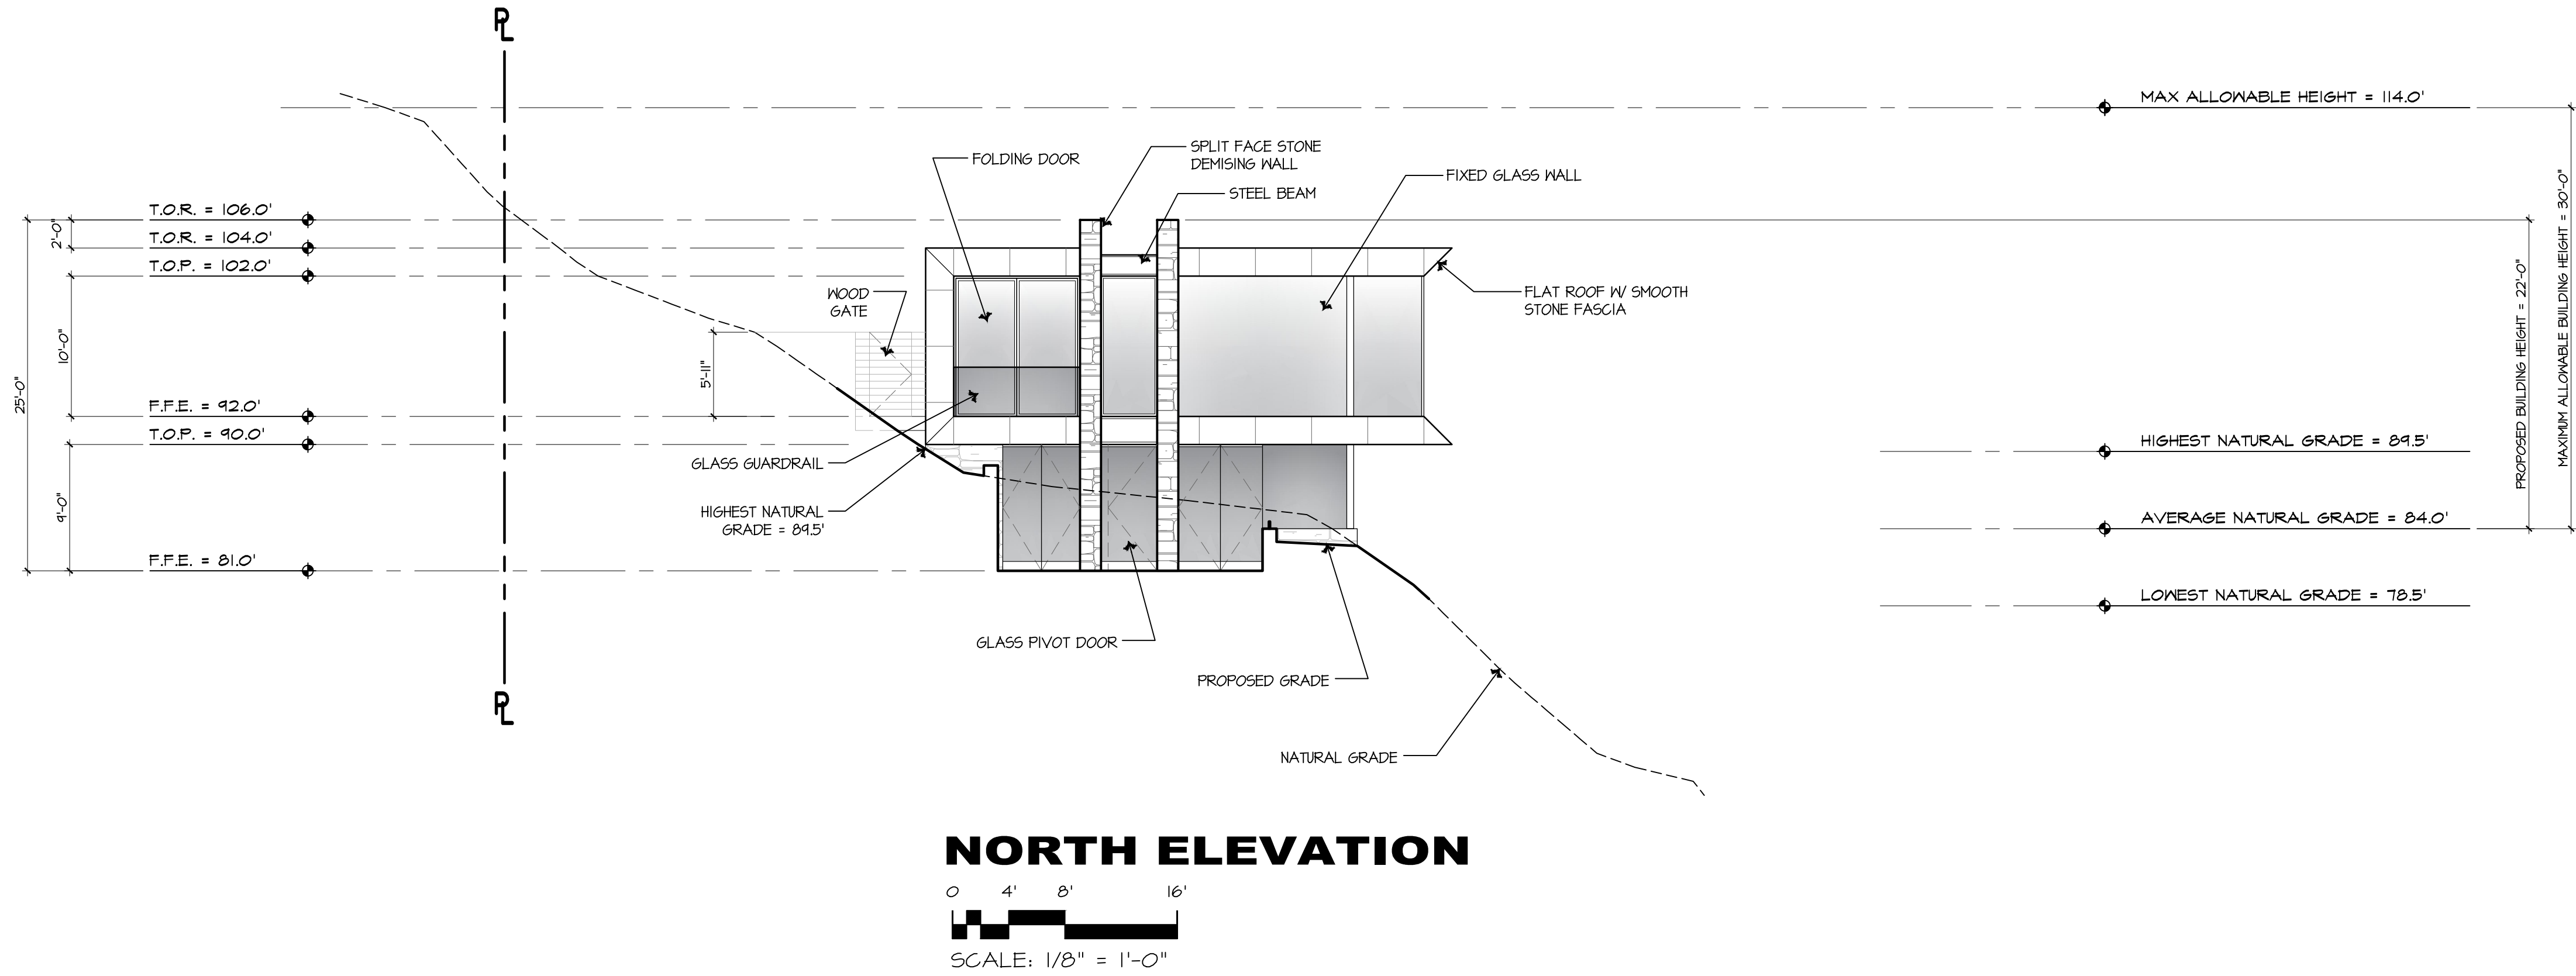 PL
MAX ALLOWABLE HEIGHT = 114.0'
SPLIT FACE STONE
DEMISING WALL
FOLDING DOOR
STEEL BEAM
FIXED GLASS WALL
T.O.R. = 106.0'
T.O.R. = 104.0'
T.O.P. = 102.0'
2'-0"
10'-0"
25'-0"
9'-0"
WOOD
GATE
5'-11"
FLAT ROOF W/ SMOOTH
STONE FASCIA
F.F.E. = 92.0'
T.O.P. = 90.0'
GLASS GUARDRAIL
HIGHEST NATURAL
GRADE = 89.5'
F.F.E. = 81.0'
HIGHEST NATURAL GRADE = 89.5'
AVERAGE NATURAL GRADE = 84.0'
LOWEST NATURAL GRADE = 78.5'
PROPOSED BUILDING HEIGHT = 22'-0"
MAXIMUM ALLOWABLE BUILDING HEIGHT = 30'-0"
GLASS PIVOT DOOR
PROPOSED GRADE
PL
NATURAL GRADE
NORTH ELEVATION
0 4' 8' 16'
SCALE: 1/8" = 1'-0"